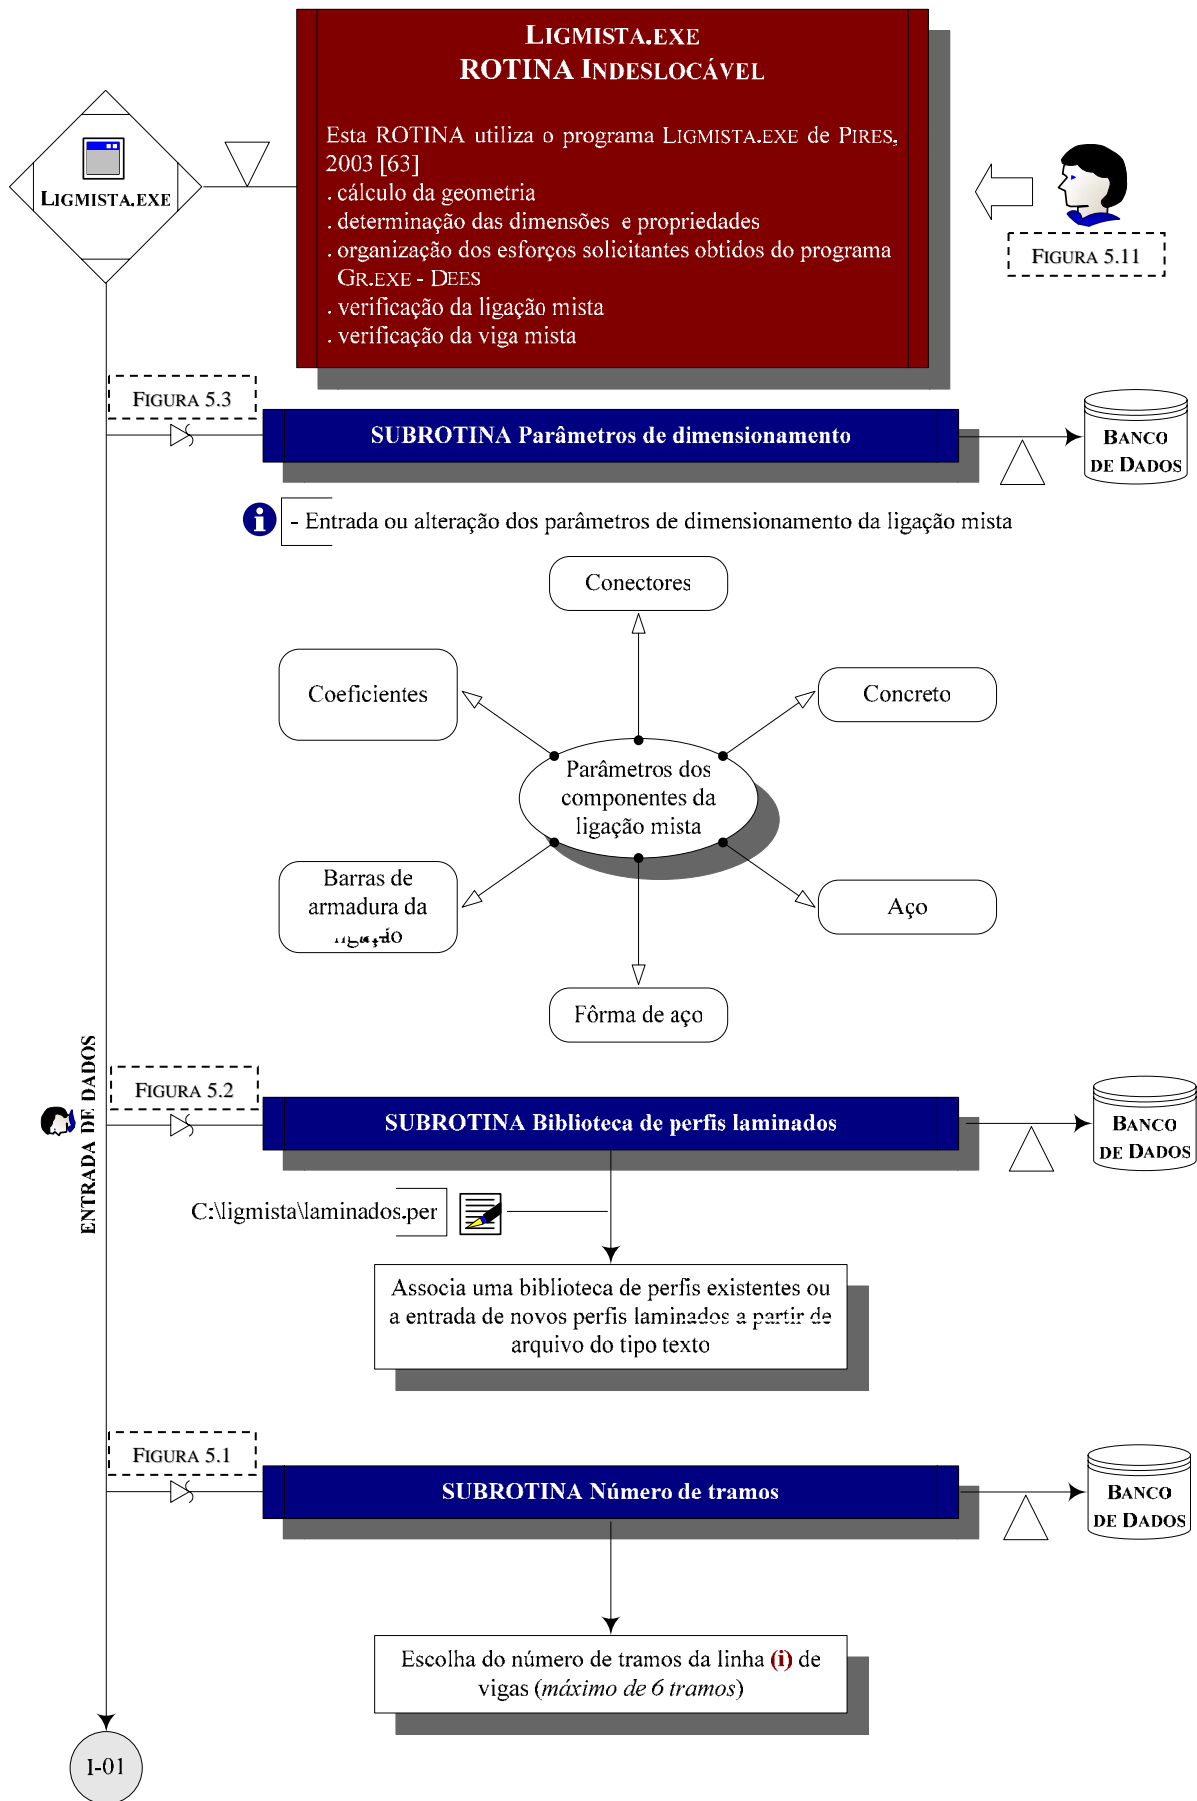 LIGMISTA.EXE
ROTINA INDESLOCÁVEL
Esta ROTINA utiliza o programa LIGMISTA.EXE de PIRES,
2003 [63]
. cálculo da geometria
. determinação das dimensões e propriedades
. organização dos esforços solicitantes obtidos do programa
GR.EXE - DEES
. verificação da ligação mista
. verificação da viga mista
LIGMISTA.EXE
FIGURA 5.11
FIGURA 5.3
SUBROTINA Parâmetros de dimensionamento
BANCO
DE DADOS
- Entrada ou alteração dos parâmetros de dimensionamento da ligação mista
Conectores
Coeficientes
Concreto
Parâmetros dos
componentes da
ligação mista
Barras de
armadura da
ligação
Aço
Fôrma de aço
ENTRADA DE DADOS
FIGURA 5.2
SUBROTINA Biblioteca de perfis laminados
BANCO
DE DADOS
C:\ligmista\laminados.per
Associa uma biblioteca de perfis existentes ou
a entrada de novos perfis laminados a partir de
arquivo do tipo texto
FIGURA 5.1
SUBROTINA Número de tramos
BANCO
DE DADOS
Escolha do número de tramos da linha (i) de
vigas (máximo de 6 tramos)
I-01